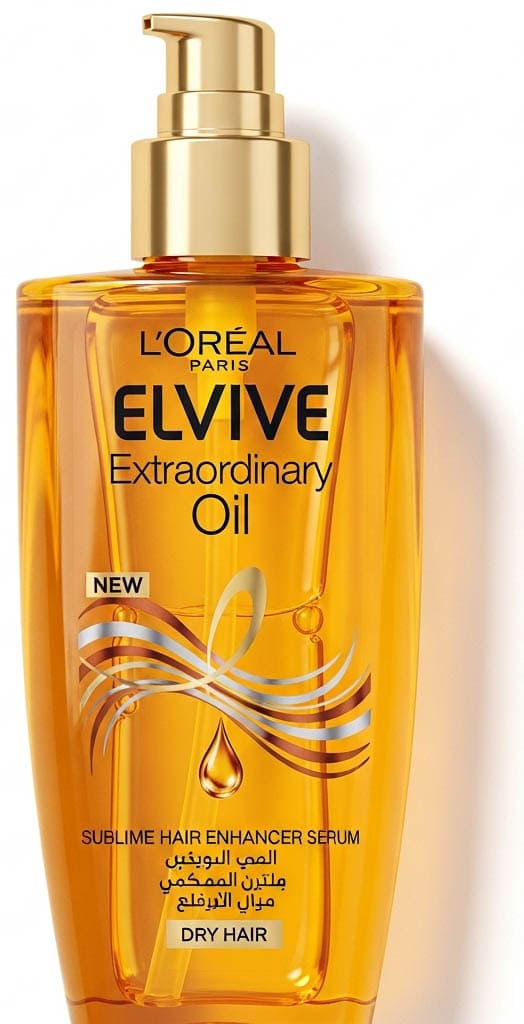 L'ORÉAL
PARIS
ELVIVE
Extraordinary
Oil
NEW
SUBLIME HAIR ENHANCER SERUM
DRY HAIR